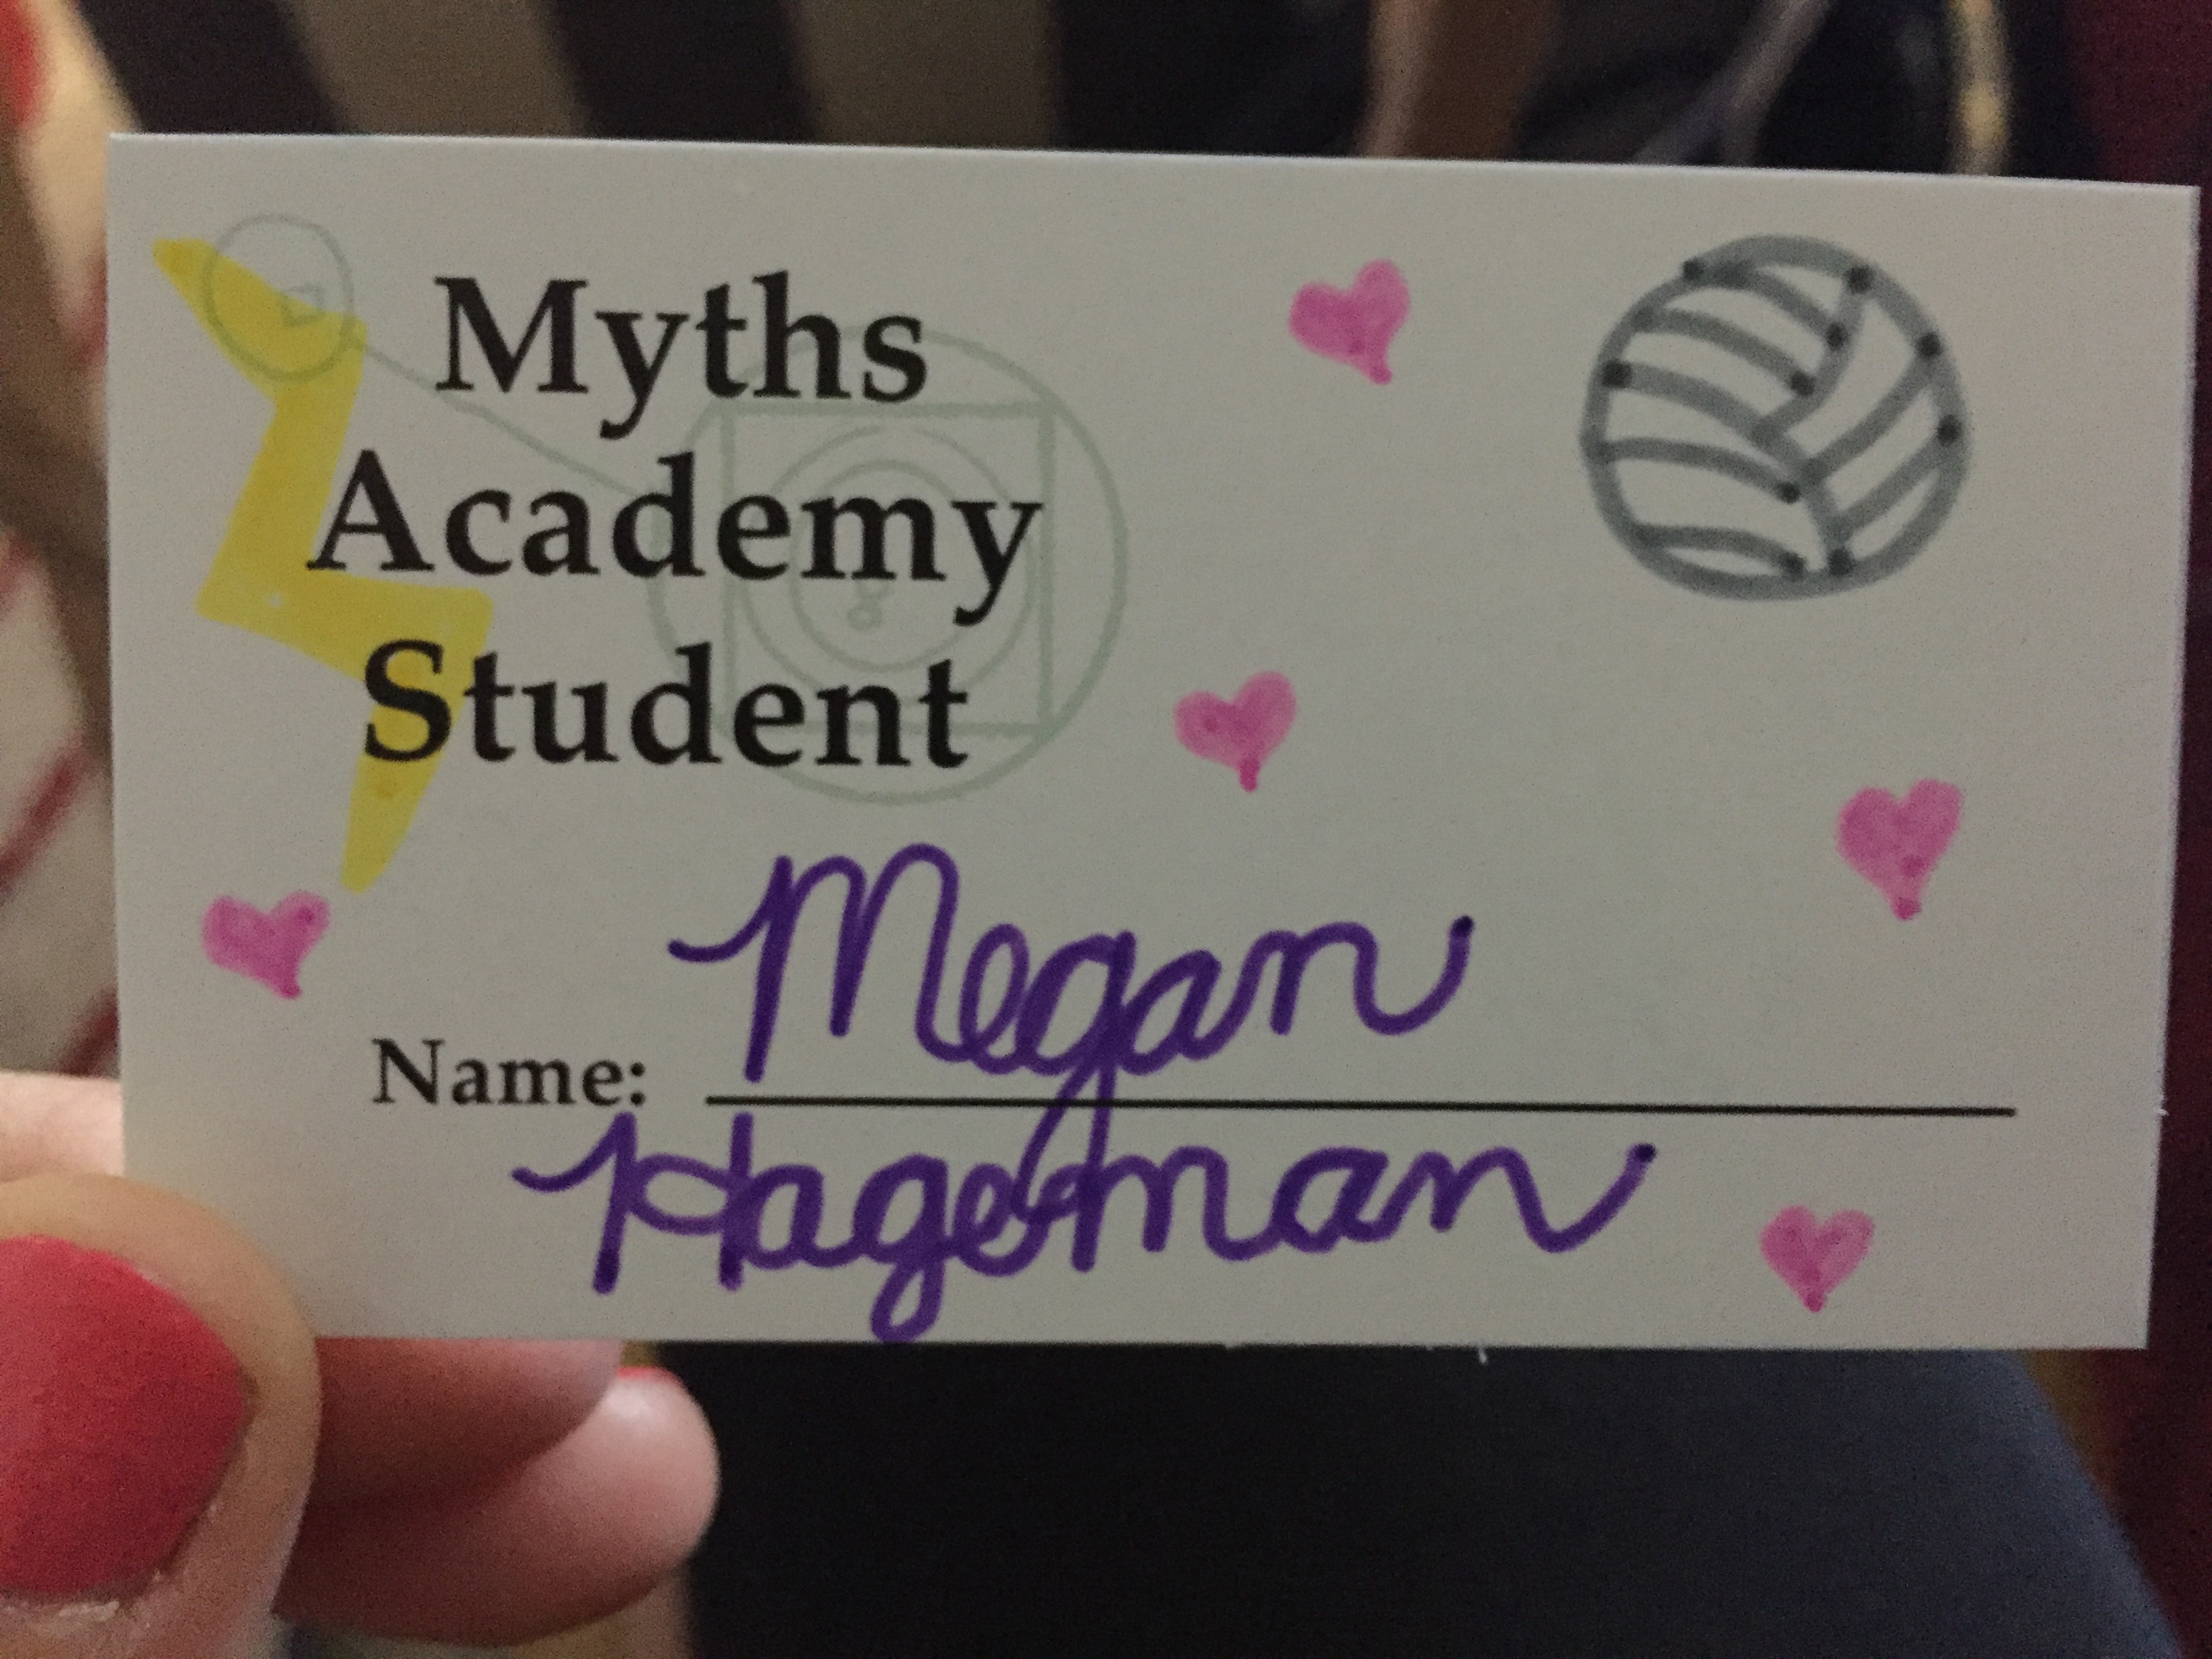 Myths
Academy
Student
Megan
Name:
Hageman